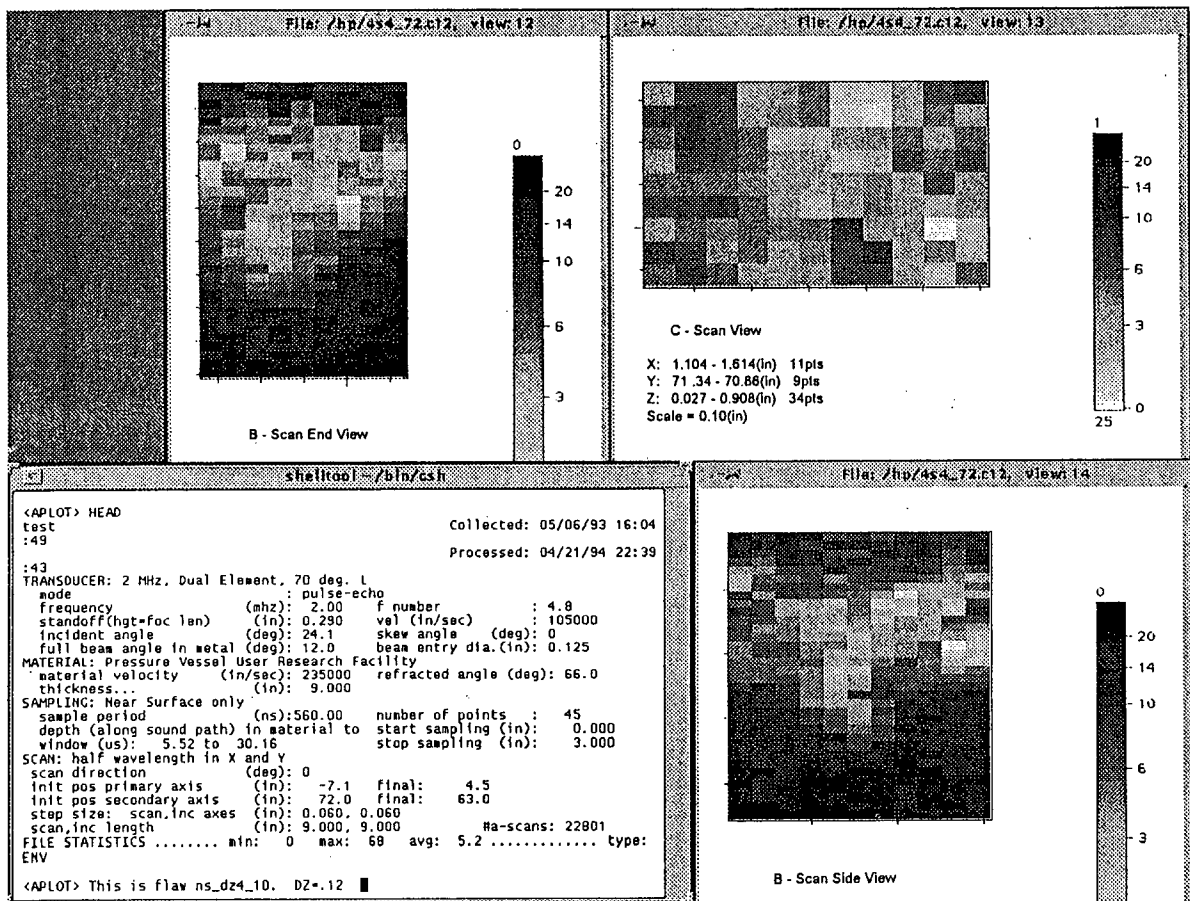 File: /hp/4s4_72.c12, view: 12
0
20
14
10
6
3
B - Scan End View
File: /hp/4s4_72.c12, view: 13
C - Scan View
X: 1.104 - 1.614(in) 11pts
Y: 71.34 - 70.86(in) 9pts
Z: 0.027 - 0.908(in) 34pts
Scale = 0.10(in)
1
20
14
10
6
3
0
25
shelltool - /bin/csh
<APLOT> HEAD
test Collected: 05/06/93 16:04
:49
Processed: 04/21/94 22:39
:43
TRANSDUCER: 2 MHz, Dual Element, 70 deg. L
mode : pulse-echo
frequency (mhz): 2.00 f number : 4.8
standoff(hgt=foc len) (in): 0.290 vel (in/sec) : 105000
incident angle (deg): 24.1 skew angle (deg): 0
full beam angle in metal (deg): 12.0 beam entry dia.(in): 0.125
MATERIAL: Pressure Vessel User Research Facility
material velocity (in/sec): 235000 refracted angle (deg): 66.0
thickness... (in): 9.000
SAMPLING: Near Surface only
sample period (ns):560.00 number of points : 45
depth (along sound path) in material to start sampling (in): 0.000
window (us): 5.52 to 30.16 stop sampling (in): 3.000
SCAN: half wavelength in X and Y
scan direction (deg): 0
init pos primary axis (in): -7.1 final: 4.5
init pos secondary axis (in): 72.0 final: 63.0
step size: scan,inc axes (in): 0.060, 0.060
scan,inc length (in): 9.000, 9.000 #a-scans: 22801
FILE STATISTICS ........ min: 0 max: 68 avg: 5.2 ............. type:
ENV
<APLOT> This is flaw ns_dz4_10. DZ=.12
File: /hp/4s4_72.c12, view: 14
0
20
14
10
6
3
B - Scan Side View